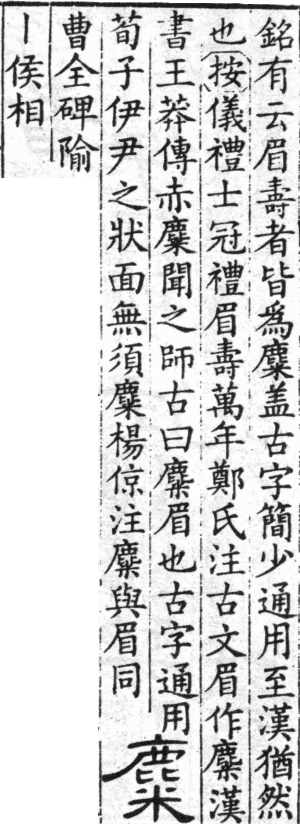 銘有云眉壽者皆為麋盖古字簡少通用至漢猶然
也按儀禮士冠禮眉壽萬年鄭氏注古文眉作麋漢
書王莽傳赤麋聞之師古曰麋眉也古字通用
荀子伊尹之狀面無須麋楊倞注麋與眉同
麋
曹全碑隃
丨侯相